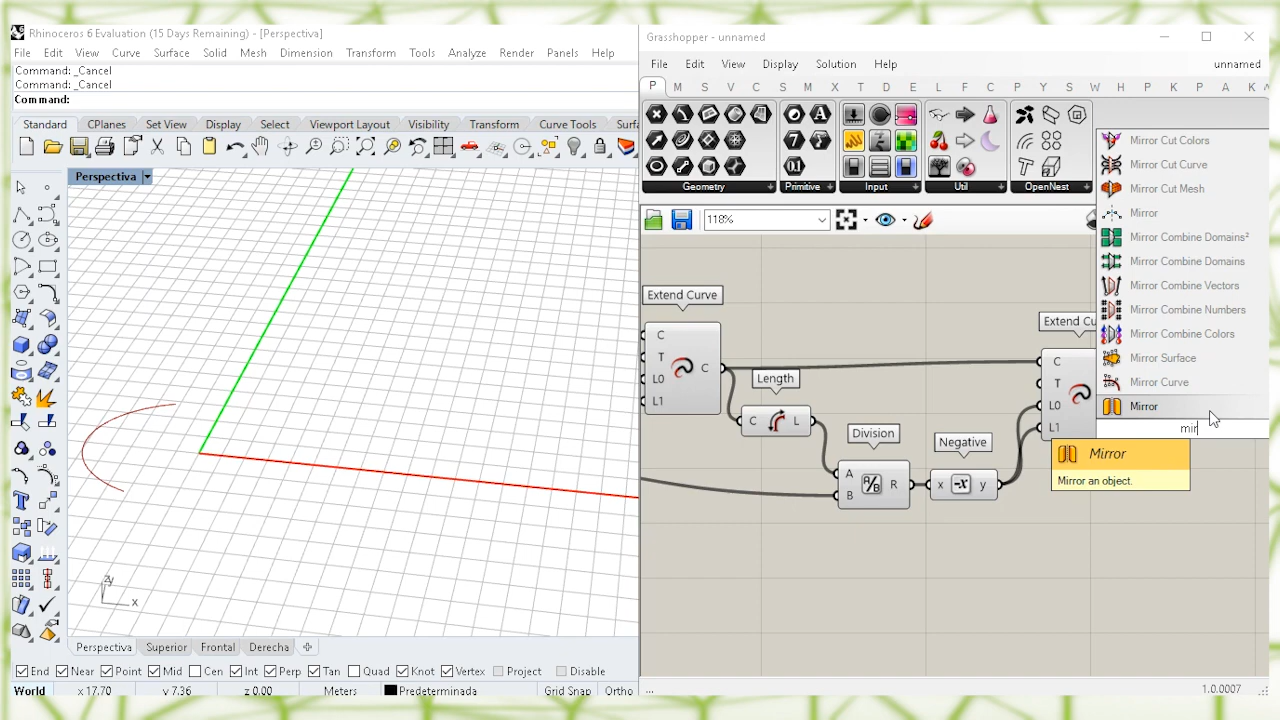 Rhinoceros 6 Evaluation (15 Days Remaining) - [Perspectiva]
File Edit View Curve Surface Solid Mesh Dimension Transform Tools Analyze Render Panels Help
Command: _Cancel
Command: _Cancel
Command:
Standard CPlanes Display Select Viewport Layout Visibility Transform Curve Tools
Perspectiva
zy
x
Perspectiva Superior Frontal Derecha
End Near Point Mid Cen Int Perp Tan Quad Knot Vertex Project Disable
World x 17.70 y 7.36 z 0.00 Meters Predeterminada Grid Snap Ortho
Grasshopper - unnamed
File Edit View Display Solution Help unnamed
P M S V C S M X T D E L F C P Y S W H P K P A K
Geometry Primitive Input Util OpenNest
118%
Extend Curve
C
T
L0
L1
C
Length
C L
Division
A
B
R
Negative
x y
Extend Cu
C
T
L0
L1
Mirror Cut Colors
Mirror Cut Curve
Mirror Cut Mesh
Mirror
Mirror Combine Domains²
Mirror Combine Domains
Mirror Combine Vectors
Mirror Combine Numbers
Mirror Combine Colors
Mirror Surface
Mirror Curve
Mirror
mir
Mirror
Mirror an object.
...
1.0.0007